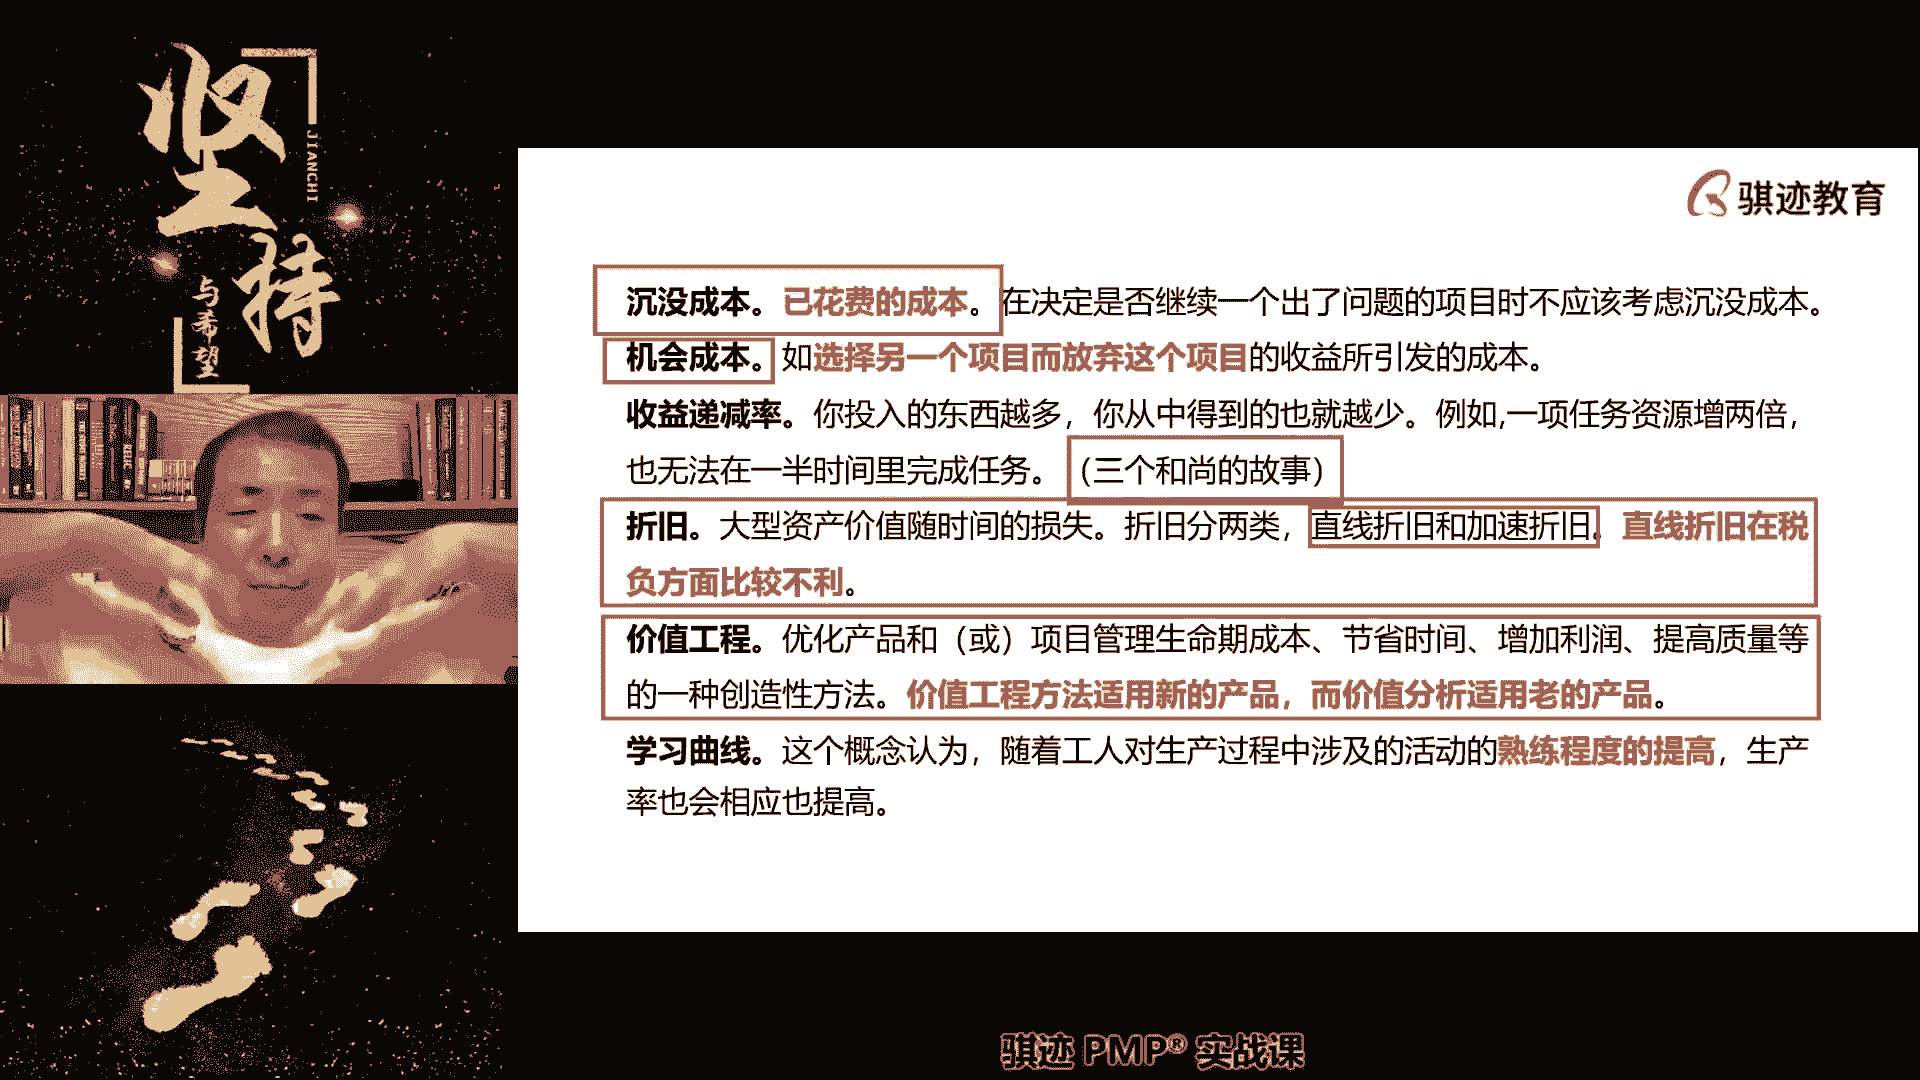 坚持
JIANCHI
与希望
骐迹教育
沉没成本。已花费的成本。在决定是否继续一个出了问题的项目时不应该考虑沉没成本。
机会成本。如选择另一个项目而放弃这个项目的收益所引发的成本。
收益递减率。你投入的东西越多，你从中得到的也就越少。例如,一项任务资源增两倍，
也无法在一半时间里完成任务。（三个和尚的故事）
折旧。大型资产价值随时间的损失。折旧分两类，直线折旧和加速折旧。直线折旧在税
负方面比较不利。
价值工程。优化产品和（或）项目管理生命期成本、节省时间、增加利润、提高质量等
的一种创造性方法。价值工程方法适用新的产品，而价值分析适用老的产品。
学习曲线。这个概念认为，随着工人对生产过程中涉及的活动的熟练程度的提高，生产
率也会相应也提高。
骐迹 PMP® 实战课